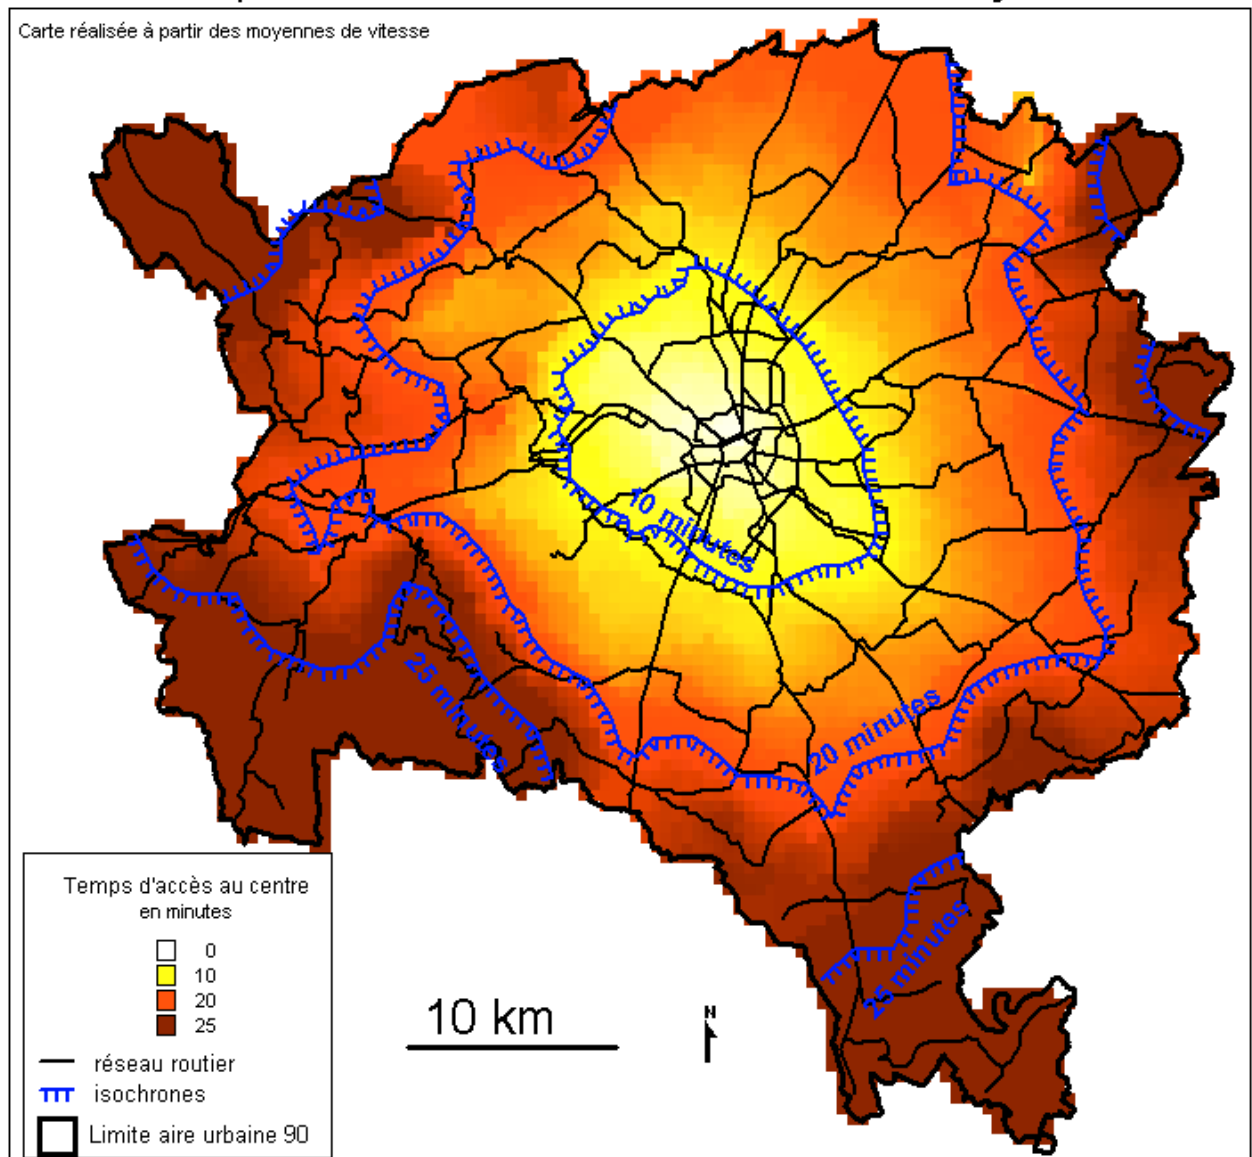 Carte réalisée à partir des moyennes de vitesse
10 minutes
25 minutes
20 minutes
25 minutes
Temps d'accès au centre
en minutes
0
10
20
25
réseau routier
isochrones
Limite aire urbaine 90
10 km
N